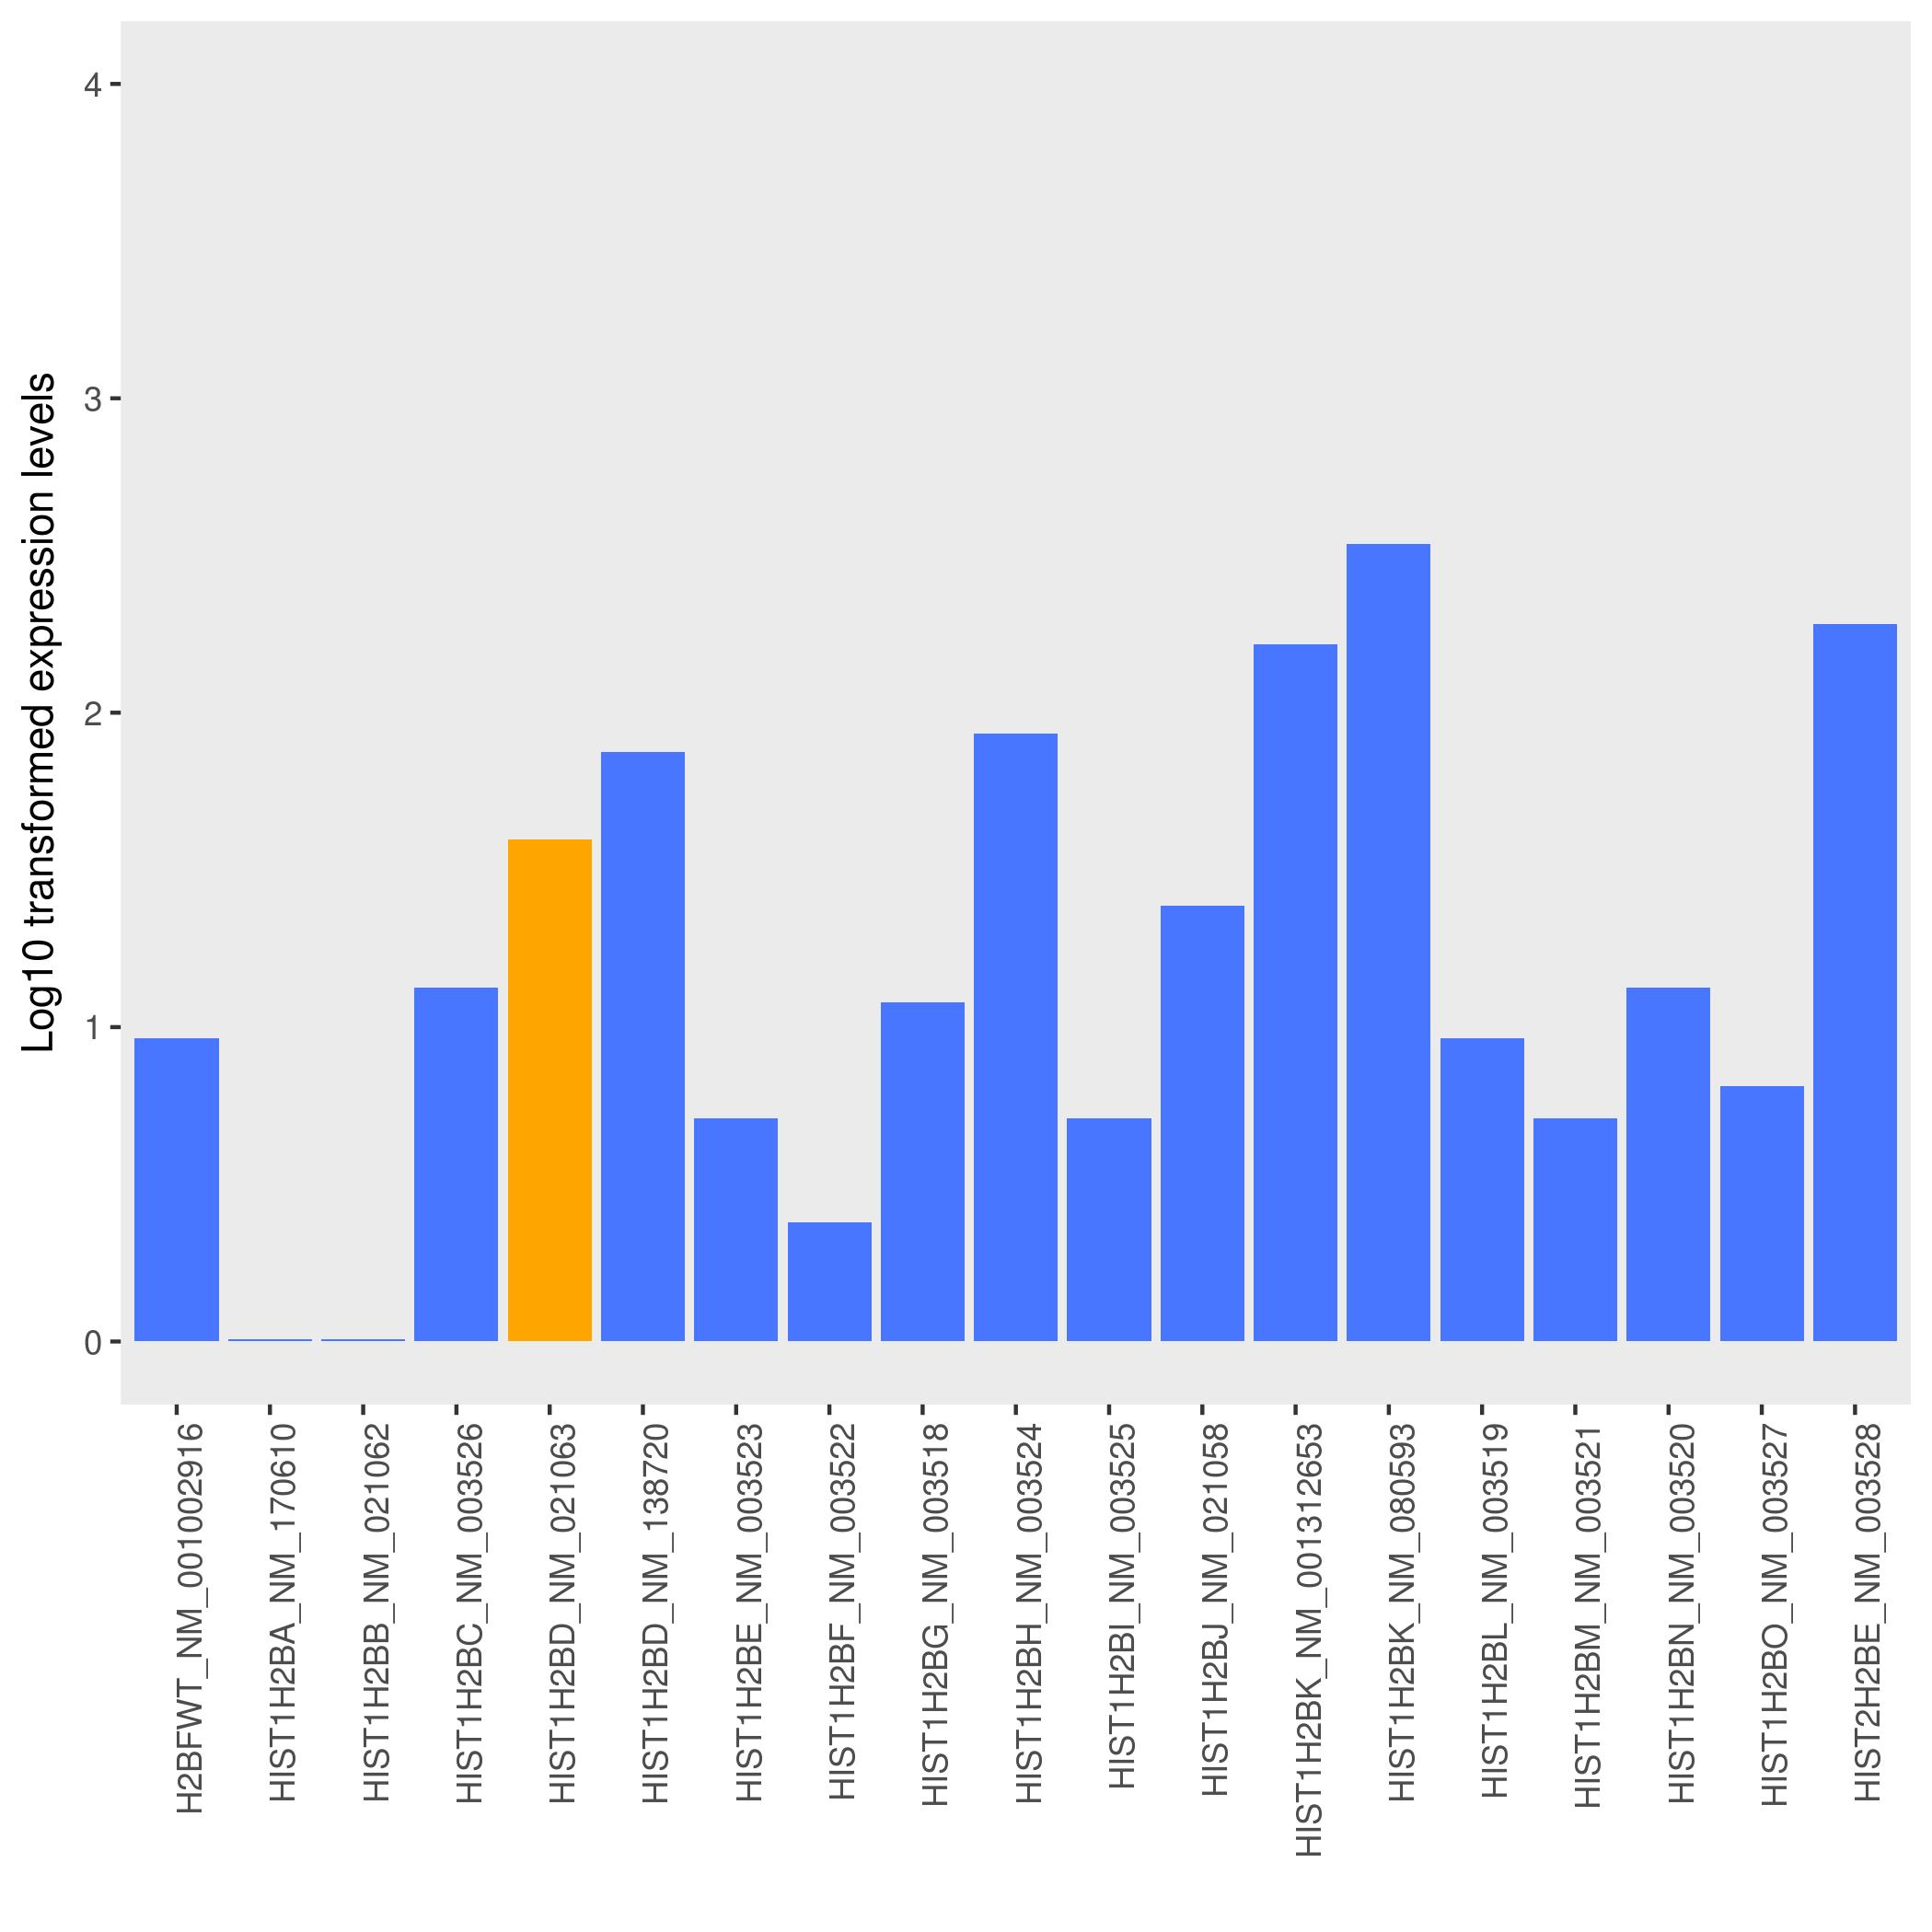 Log10 transformed expression levels
4
3
2
1
0
H2BFWT_NM_001002916
HIST1H2BA_NM_170610
HIST1H2BB_NM_021062
HIST1H2BC_NM_003526
HIST1H2BD_NM_021063
HIST1H2BD_NM_138720
HIST1H2BE_NM_003523
HIST1H2BF_NM_003522
HIST1H2BG_NM_003518
HIST1H2BH_NM_003524
HIST1H2BI_NM_003525
HIST1H2BJ_NM_021058
HIST1H2BK_NM_001312653
HIST1H2BK_NM_080593
HIST1H2BL_NM_003519
HIST1H2BM_NM_003521
HIST1H2BN_NM_003520
HIST1H2BO_NM_003527
HIST2H2BE_NM_003528